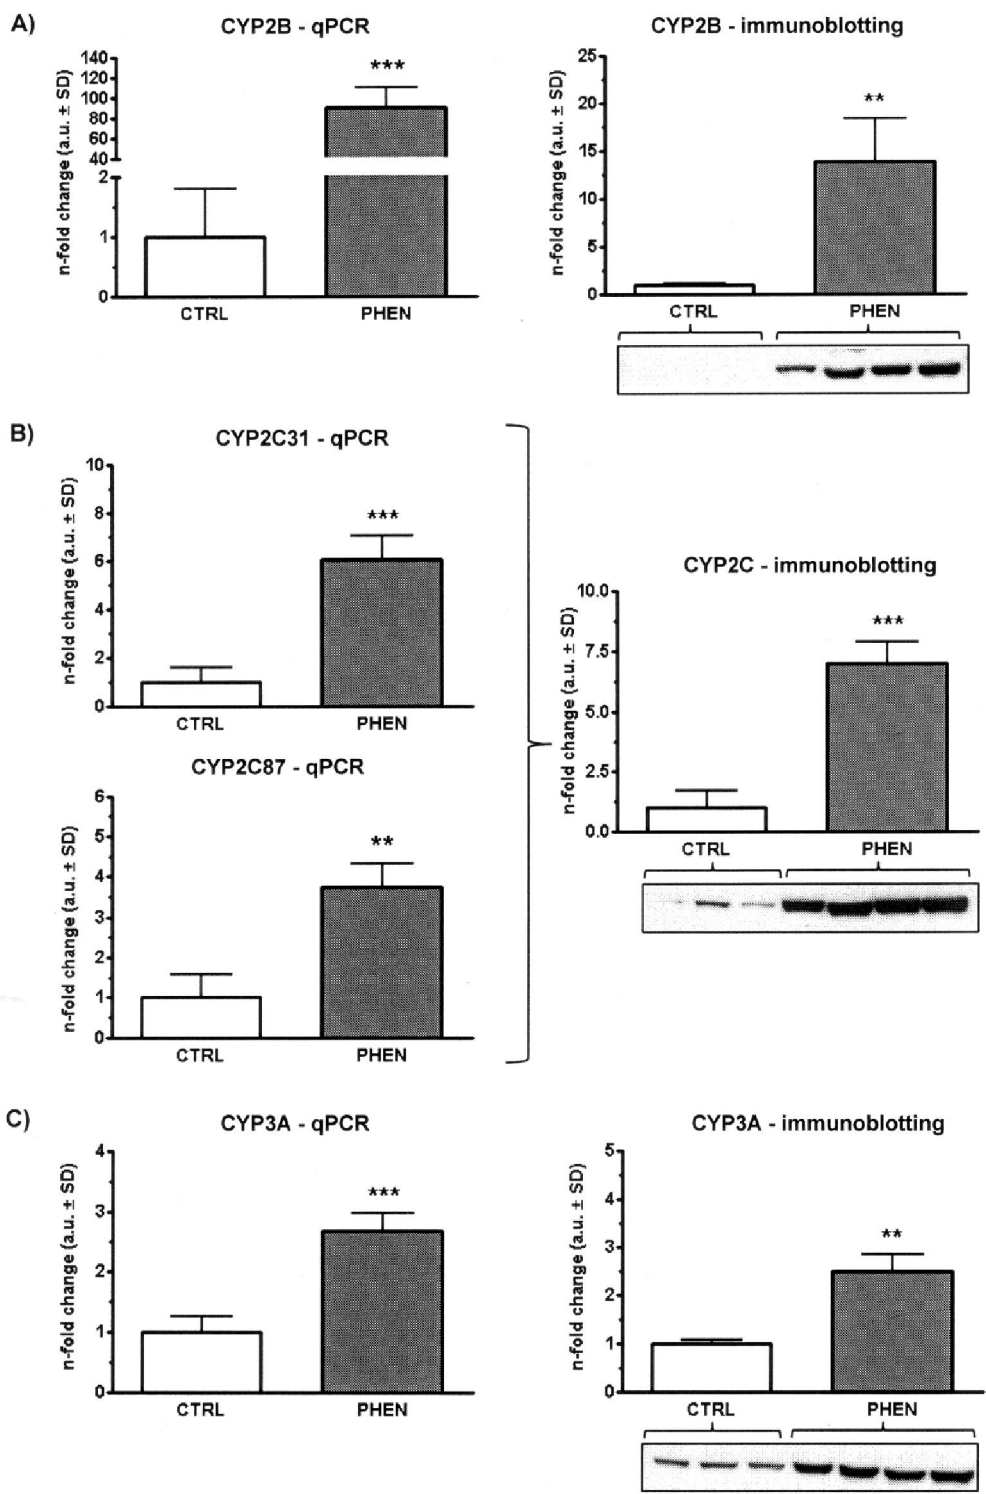 A)
CYP2B - qPCR
n-fold change (a.u. ± SD)
140
120
100
80
60
40
2
1
0
***
CTRL PHEN
CYP2B - immunoblotting
n-fold change (a.u. ± SD)
25
20
15
10
5
0
**
CTRL PHEN
B)
CYP2C31 - qPCR
n-fold change (a.u. ± SD)
10
8
6
4
2
0
***
CTRL PHEN
CYP2C87 - qPCR
n-fold change (a.u. ± SD)
6
5
4
3
2
1
0
**
CTRL PHEN
CYP2C - immunoblotting
n-fold change (a.u. ± SD)
10.0
7.5
5.0
2.5
0.0
***
CTRL PHEN
C)
CYP3A - qPCR
n-fold change (a.u. ± SD)
4
3
2
1
0
***
CTRL PHEN
CYP3A - immunoblotting
n-fold change (a.u. ± SD)
5
4
3
2
1
0
**
CTRL PHEN